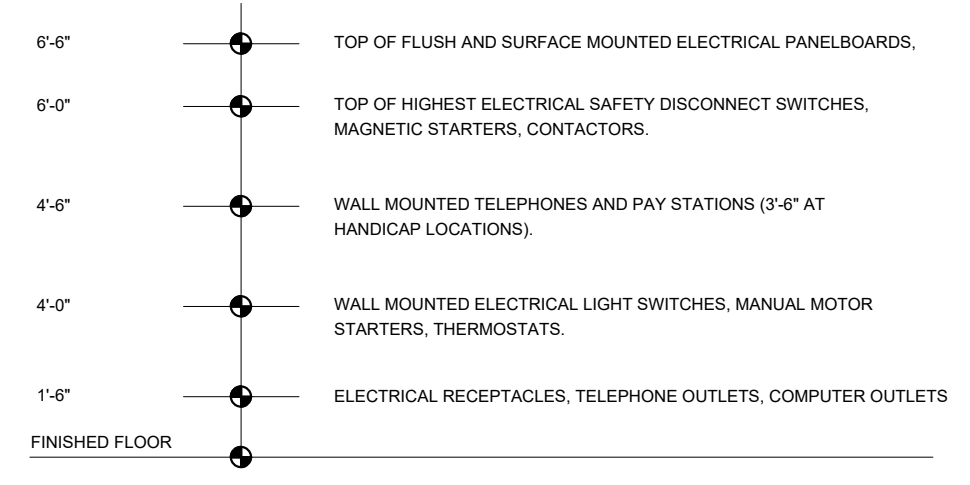 6'-6" TOP OF FLUSH AND SURFACE MOUNTED ELECTRICAL PANELBOARDS,
6'-0" TOP OF HIGHEST ELECTRICAL SAFETY DISCONNECT SWITCHES,
MAGNETIC STARTERS, CONTACTORS.
4'-6" WALL MOUNTED TELEPHONES AND PAY STATIONS (3'-6" AT
HANDICAP LOCATIONS).
4'-0" WALL MOUNTED ELECTRICAL LIGHT SWITCHES, MANUAL MOTOR
STARTERS, THERMOSTATS.
1'-6" ELECTRICAL RECEPTACLES, TELEPHONE OUTLETS, COMPUTER OUTLETS
FINISHED FLOOR